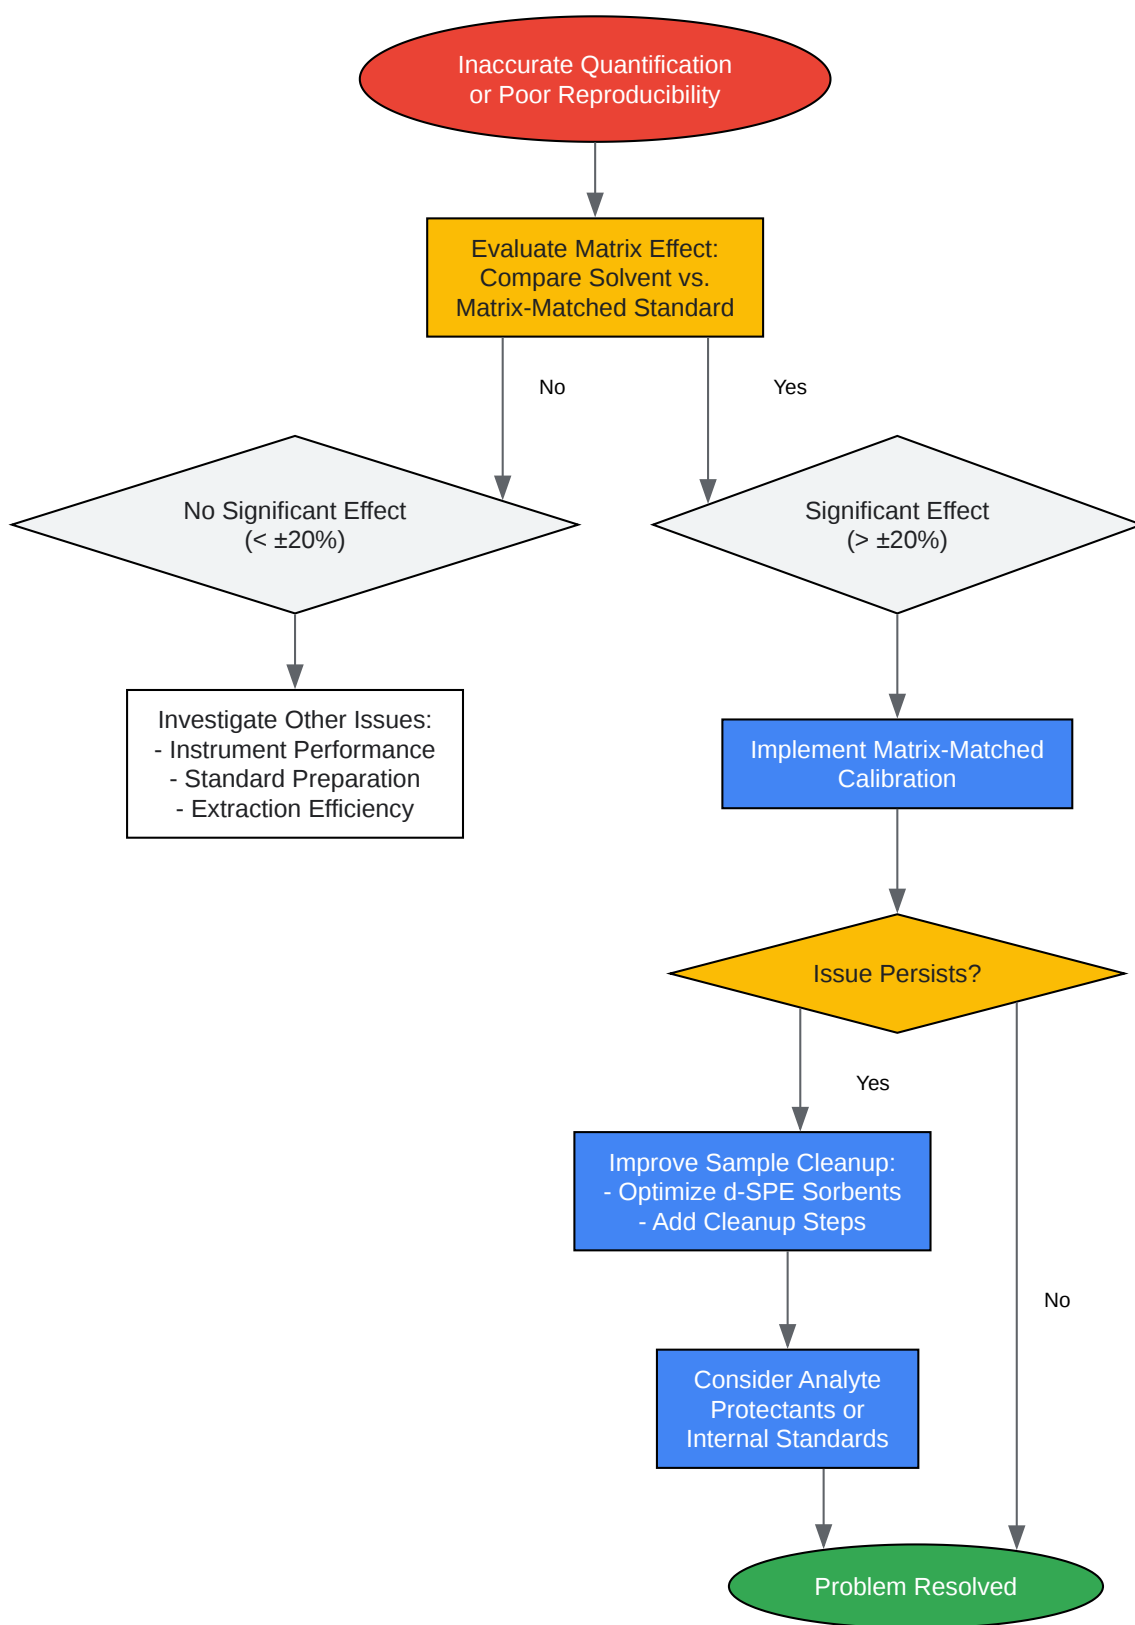 Inaccurate Quantification
or Poor Reproducibility
Evaluate Matrix Effect:
Compare Solvent vs.
Matrix-Matched Standard
No
Yes
No Significant Effect
(< ±20%)
Significant Effect
(> ±20%)
Investigate Other Issues:
- Instrument Performance
- Standard Preparation
- Extraction Efficiency
Implement Matrix-Matched
Calibration
Issue Persists?
Yes
Improve Sample Cleanup:
- Optimize d-SPE Sorbents
- Add Cleanup Steps
No
Consider Analyte
Protectants or
Internal Standards
Problem Resolved